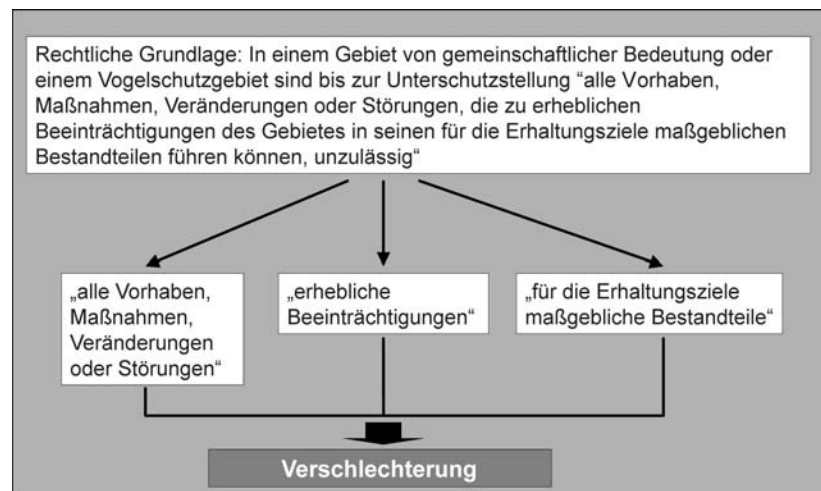 Rechtliche Grundlage: In einem Gebiet von gemeinschaftlicher Bedeutung oder
einem Vogelschutzgebiet sind bis zur Unterschutzstellung “alle Vorhaben,
Maßnahmen, Veränderungen oder Störungen, die zu erheblichen
Beeinträchtigungen des Gebietes in seinen für die Erhaltungsziele maßgeblichen
Bestandteilen führen können, unzulässig“
„alle Vorhaben,
Maßnahmen,
Veränderungen
oder Störungen“
„erhebliche
Beeinträchtigungen“
„für die Erhaltungsziele
maßgebliche Bestandteile“
Verschlechterung